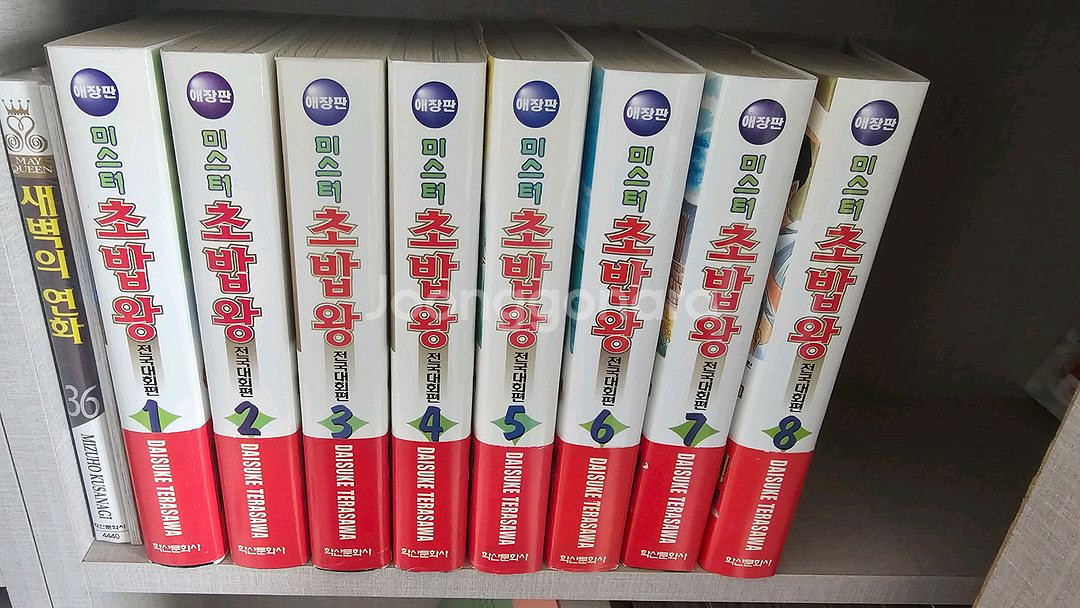 MAY
QUEEN
새벽의 연화
36
MIZUHO KUSANAGI
학산문화사
4440
애장판
미스터
초밥왕
전국대회편
1
DAISUKE TERASAWA
학산문화사
애장판
미스터
초밥왕
전국대회편
2
DAISUKE TERASAWA
학산문화사
애장판
미스터
초밥왕
전국대회편
3
DAISUKE TERASAWA
학산문화사
애장판
미스터
초밥왕
전국대회편
4
DAISUKE TERASAWA
학산문화사
애장판
미스터
초밥왕
전국대회편
5
DAISUKE TERASAWA
학산문화사
애장판
미스터
초밥왕
전국대회편
6
DAISUKE TERASAWA
학산문화사
애장판
미스터
초밥왕
전국대회편
7
DAISUKE TERASAWA
학산문화사
애장판
미스터
초밥왕
전국대회편
8
DAISUKE TERASAWA
학산문화사
Joonggonara